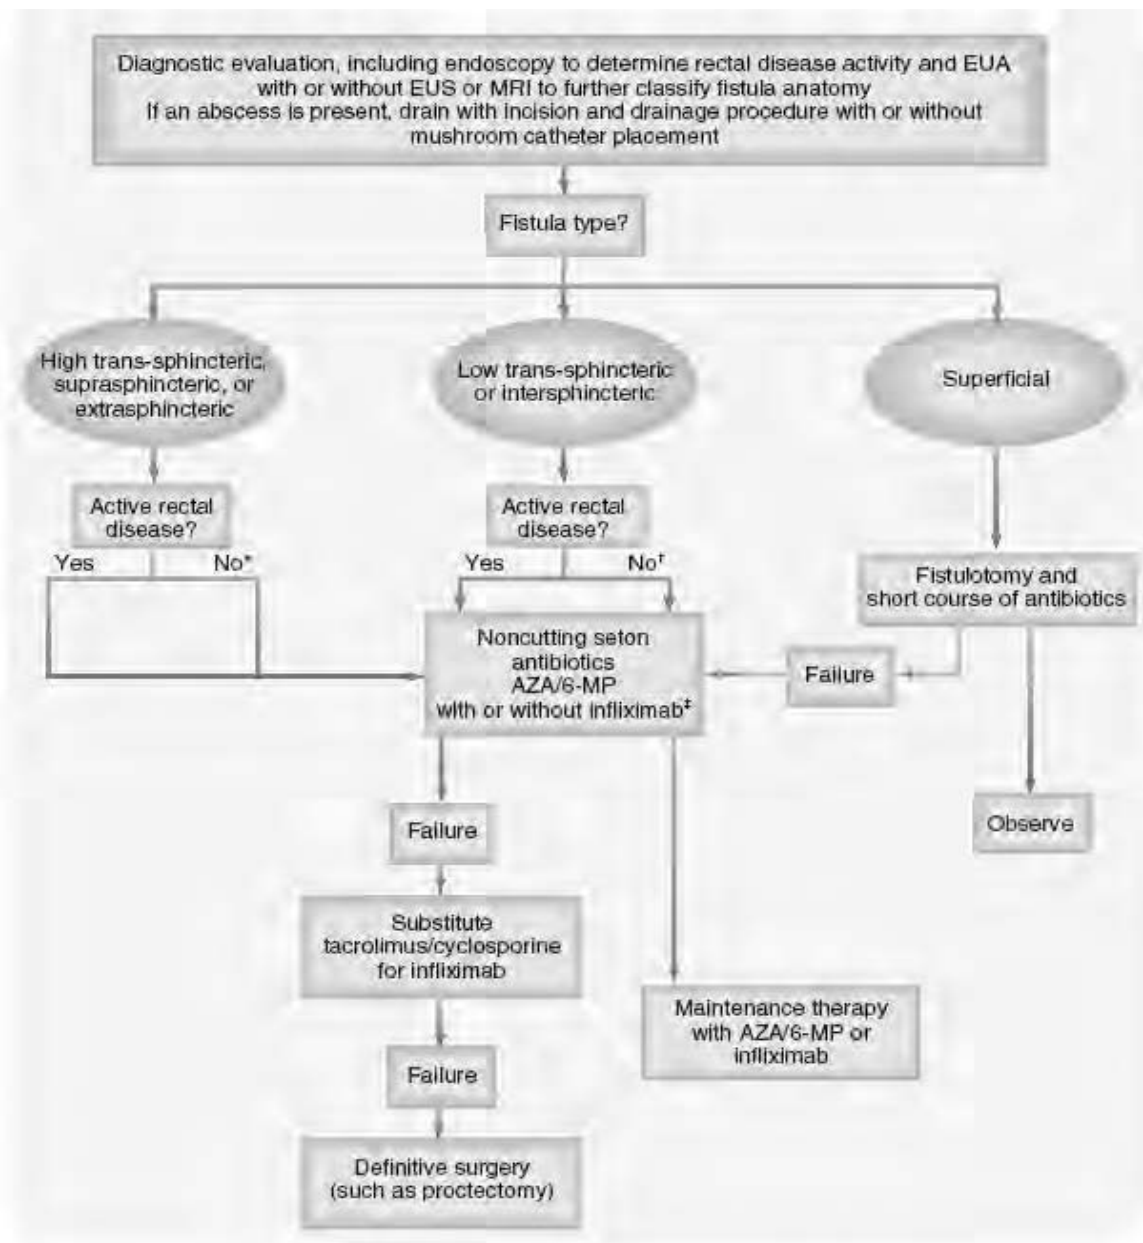 Diagnostic evaluation, including endoscopy to determine rectal disease activity and EUA
with or without EUS or MRI to further classify fistula anatomy
If an abscess is present, drain with incision and drainage procedure with or without
mushroom catheter placement
Fistula type?
High trans-sphincteric,
suprasphincteric, or
extrasphincteric
Low trans-sphincteric
or intersphincteric
Superficial
Active rectal
disease?
Yes
No*
Active rectal
disease?
Yes
No†
Fistulotomy and
short course of antibiotics
Noncutting seton
antibiotics
AZA/6-MP
with or without infliximab‡
Failure
Observe
Failure
Substitute
tacrolimus/cyclosporine
for infliximab
Maintenance therapy
with AZA/6-MP or
infliximab
Failure
Definitive surgery
(such as proctectomy)